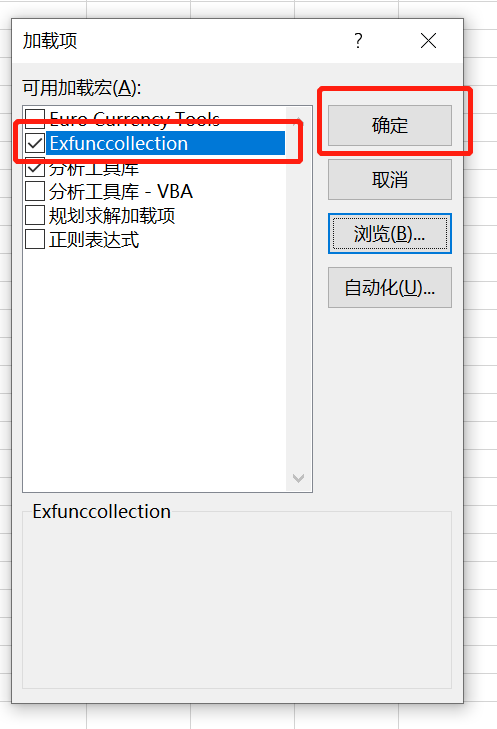 加载项
可用加载宏(A):
Euro Currency Tools
Exfunccollection
分析工具库
分析工具库 - VBA
规划求解加载项
正则表达式
确定
取消
浏览(B)...
自动化(U)...
Exfunccollection